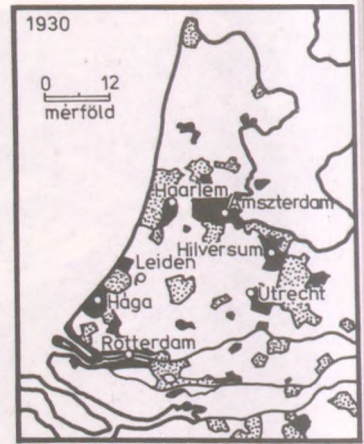 1930
0 12
mérföld
Haarlem
Amszterdam
Hilversum
Leiden
Hága
Utrecht
Rotterdam